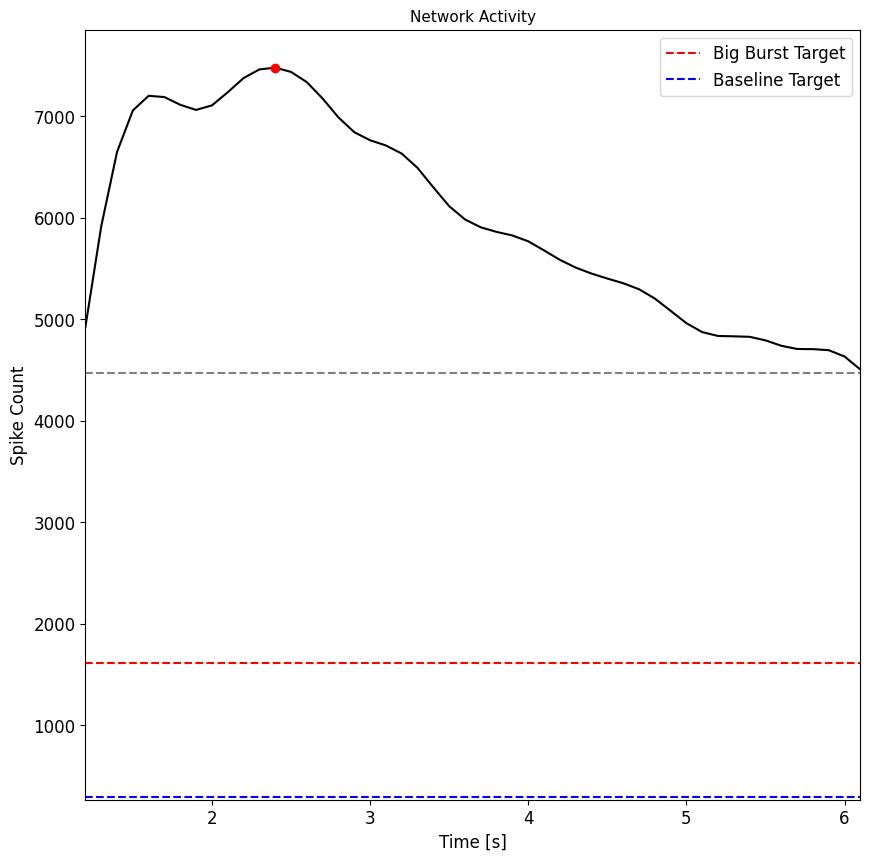 Network Activity
Big Burst Target
Baseline Target
Spike Count
7000
6000
5000
4000
3000
2000
1000
2 3 4 5 6
Time [s]